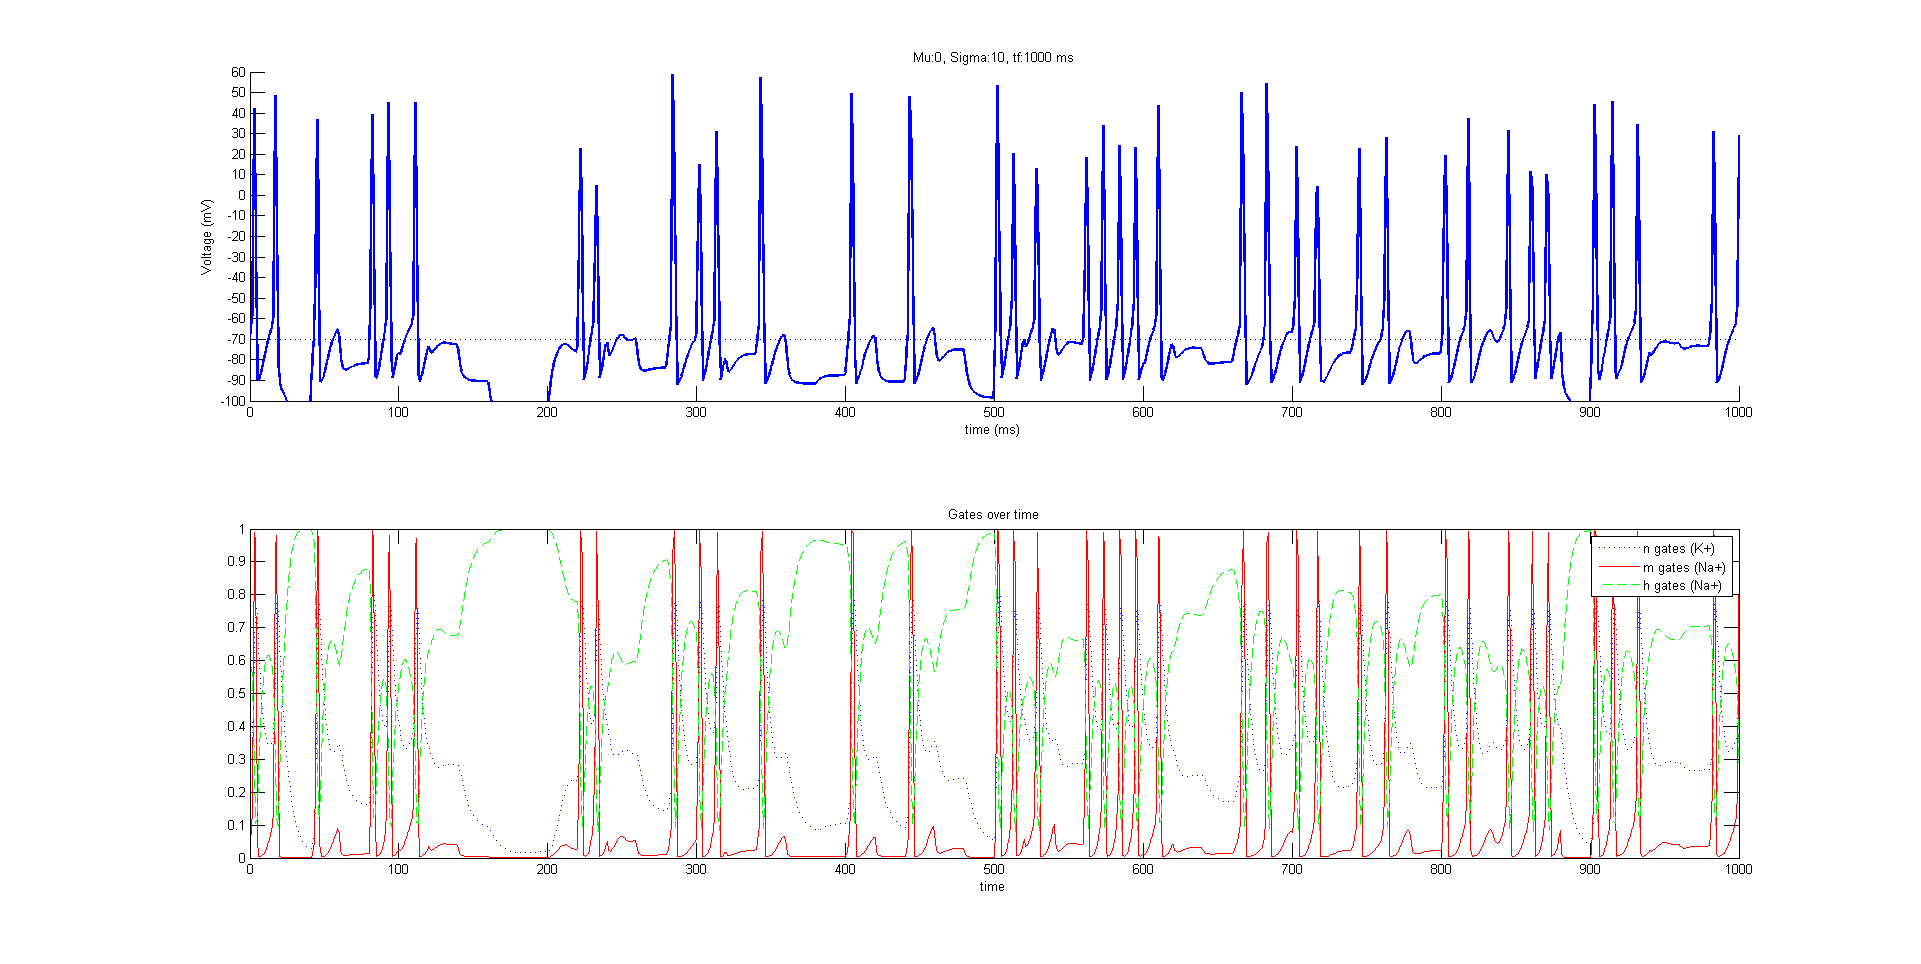 Mu:0, Sigma:10, tf:1000 ms
60
50
40
30
20
10
0
-10
-20
-30
-40
-50
-60
-70
-80
-90
-100
Voltage (mV)
0 100 200 300 400 500 600 700 800 900 1000
time (ms)
Gates over time
1
0.9
0.8
0.7
0.6
0.5
0.4
0.3
0.2
0.1
0
n gates (K+)
m gates (Na+)
h gates (Na+)
0 100 200 300 400 500 600 700 800 900 1000
time